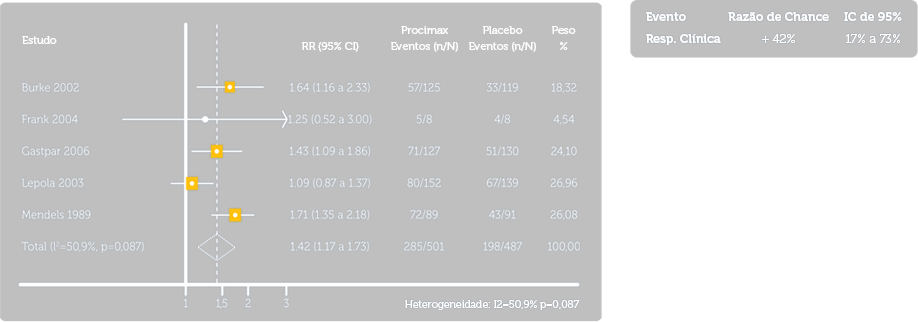 Estudo RR (95% CI) Procimax Eventos (n/N) Placebo Eventos (n/N) Peso %
Burke 2002 1.64 (1.16 a 2.33) 57/125 33/119 18,32
Frank 2004 1.25 (0.52 a 3.00) 5/8 4/8 4,54
Gastpar 2006 1.43 (1.09 a 1.86) 71/127 51/130 24,10
Lepola 2003 1.09 (0.87 a 1.37) 80/152 67/139 26,96
Mendels 1989 1.71 (1.35 a 2.18) 72/89 43/91 26,08
Total (I²=50,9%, p=0,087) 1.42 (1.17 a 1.73) 285/501 198/487 100,00
1 1,5 2 3
Heterogeneidade: I2=50,9% p=0,087
Evento Razão de Chance IC de 95%
Resp. Clínica + 42% 17% a 73%